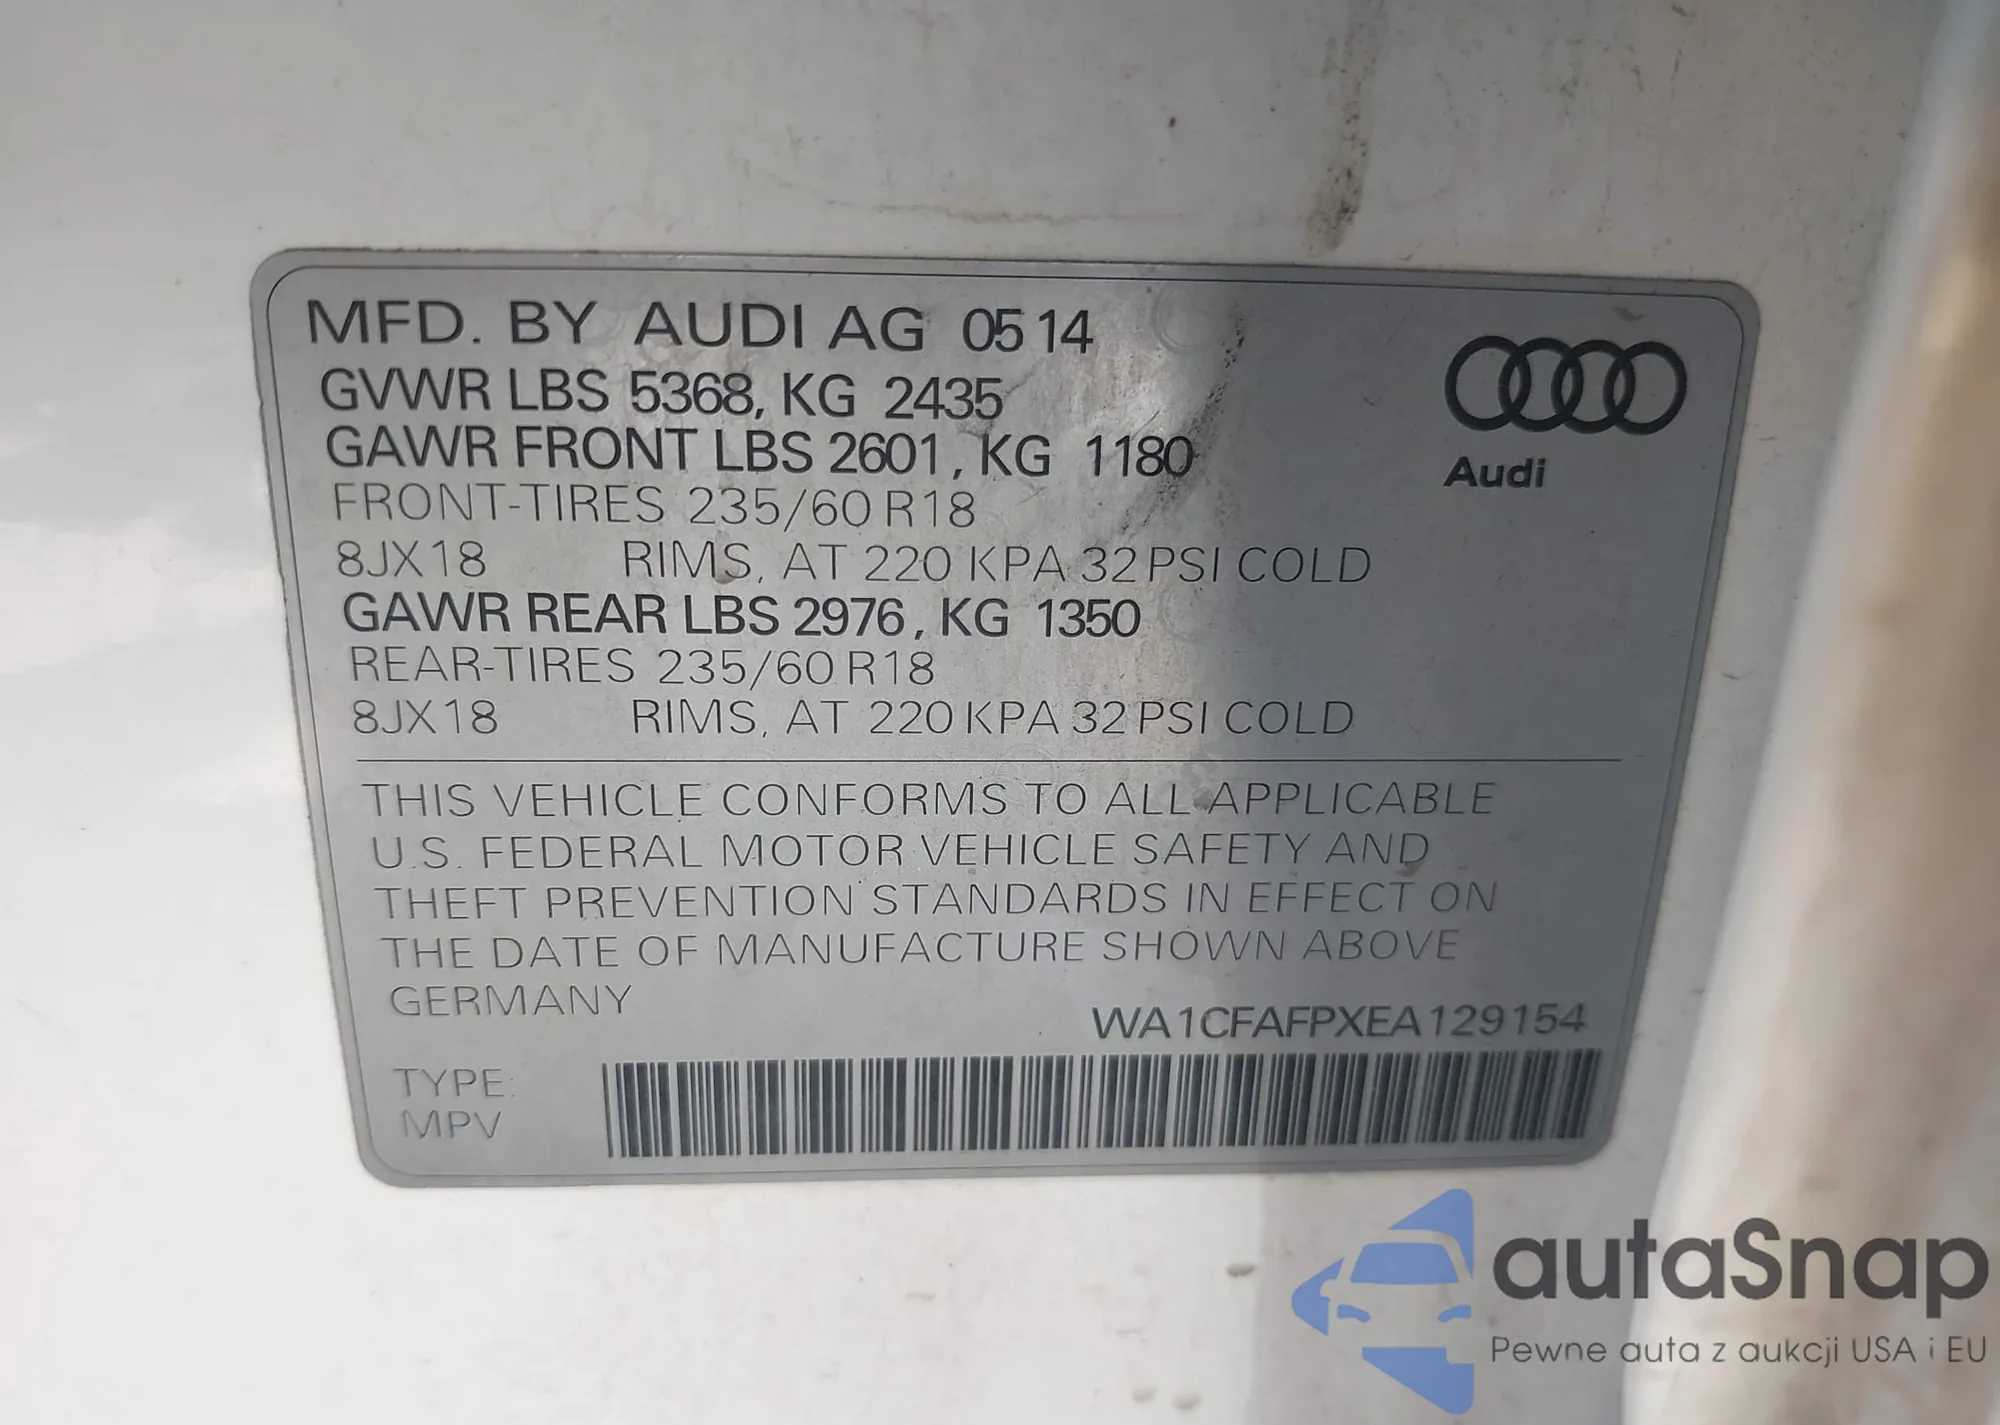 MFD. BY AUDI AG 0514
GVWR LBS 5368, KG 2435
GAWR FRONT LBS 2601, KG 1180
FRONT-TIRES 235/60 R18
8JX18 RIMS, AT 220 KPA 32 PSI COLD
GAWR REAR LBS 2976, KG 1350
REAR-TIRES 235/60 R18
8JX18 RIMS, AT 220 KPA 32 PSI COLD
Audi
THIS VEHICLE CONFORMS TO ALL APPLICABLE
U.S. FEDERAL MOTOR VEHICLE SAFETY AND
THEFT PREVENTION STANDARDS IN EFFECT ON
THE DATE OF MANUFACTURE SHOWN ABOVE
GERMANY
WA1CFAFPXEA129154
TYPE:
MPV
autaSnap
Pewne auta z aukcji USA i EU